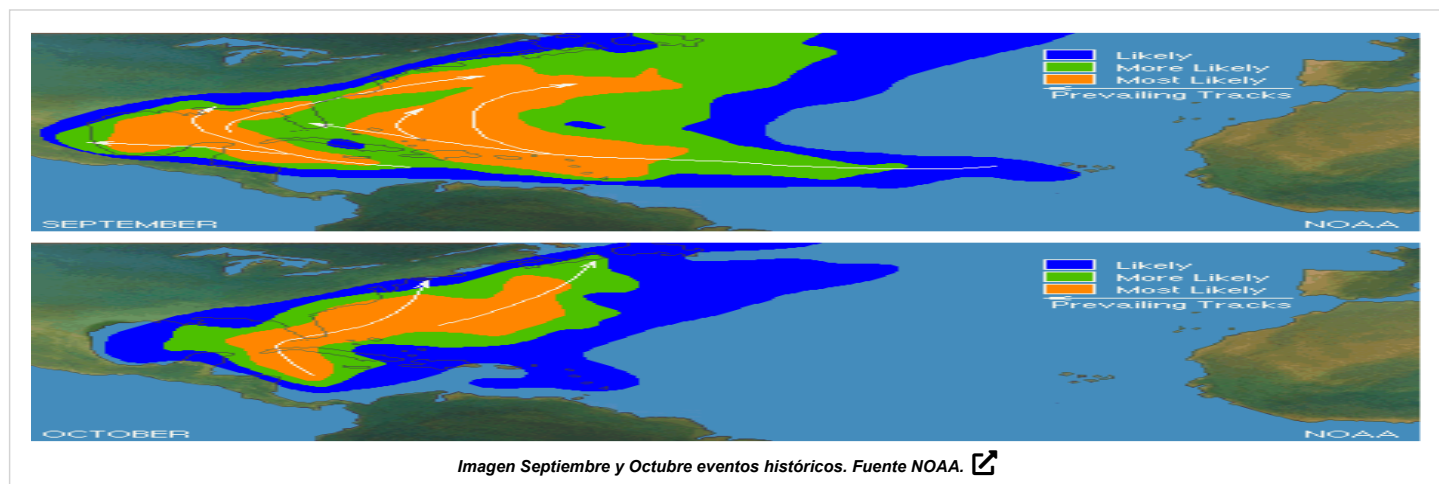 Likely
More Likely
Most Likely
Prevailing Tracks
SEPTEMBER
NOAA
Likely
More Likely
Most Likely
Prevailing Tracks
OCTOBER
NOAA
Imagen Septiembre y Octubre eventos históricos. Fuente NOAA.